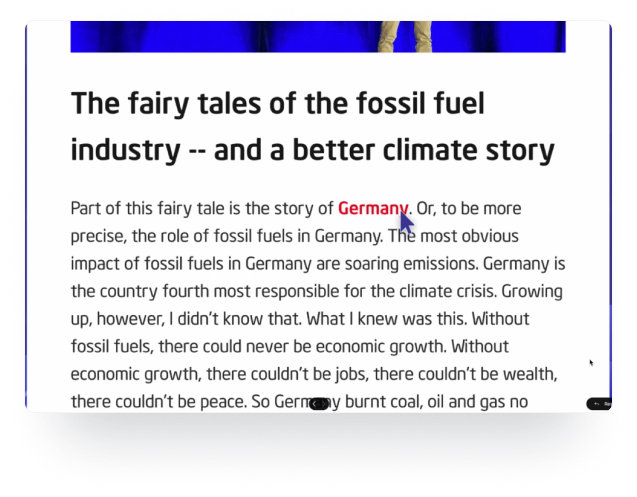 The fairy tales of the fossil fuel
industry -- and a better climate story
Part of this fairy tale is the story of Germany. Or, to be more
precise, the role of fossil fuels in Germany. The most obvious
impact of fossil fuels in Germany are soaring emissions. Germany is
the country fourth most responsible for the climate crisis. Growing
up, however, I didn't know that. What I knew was this. Without
fossil fuels, there could never be economic growth. Without
economic growth, there couldn't be jobs, there couldn't be wealth,
there couldn't be peace. So Germany burnt coal, oil and gas no